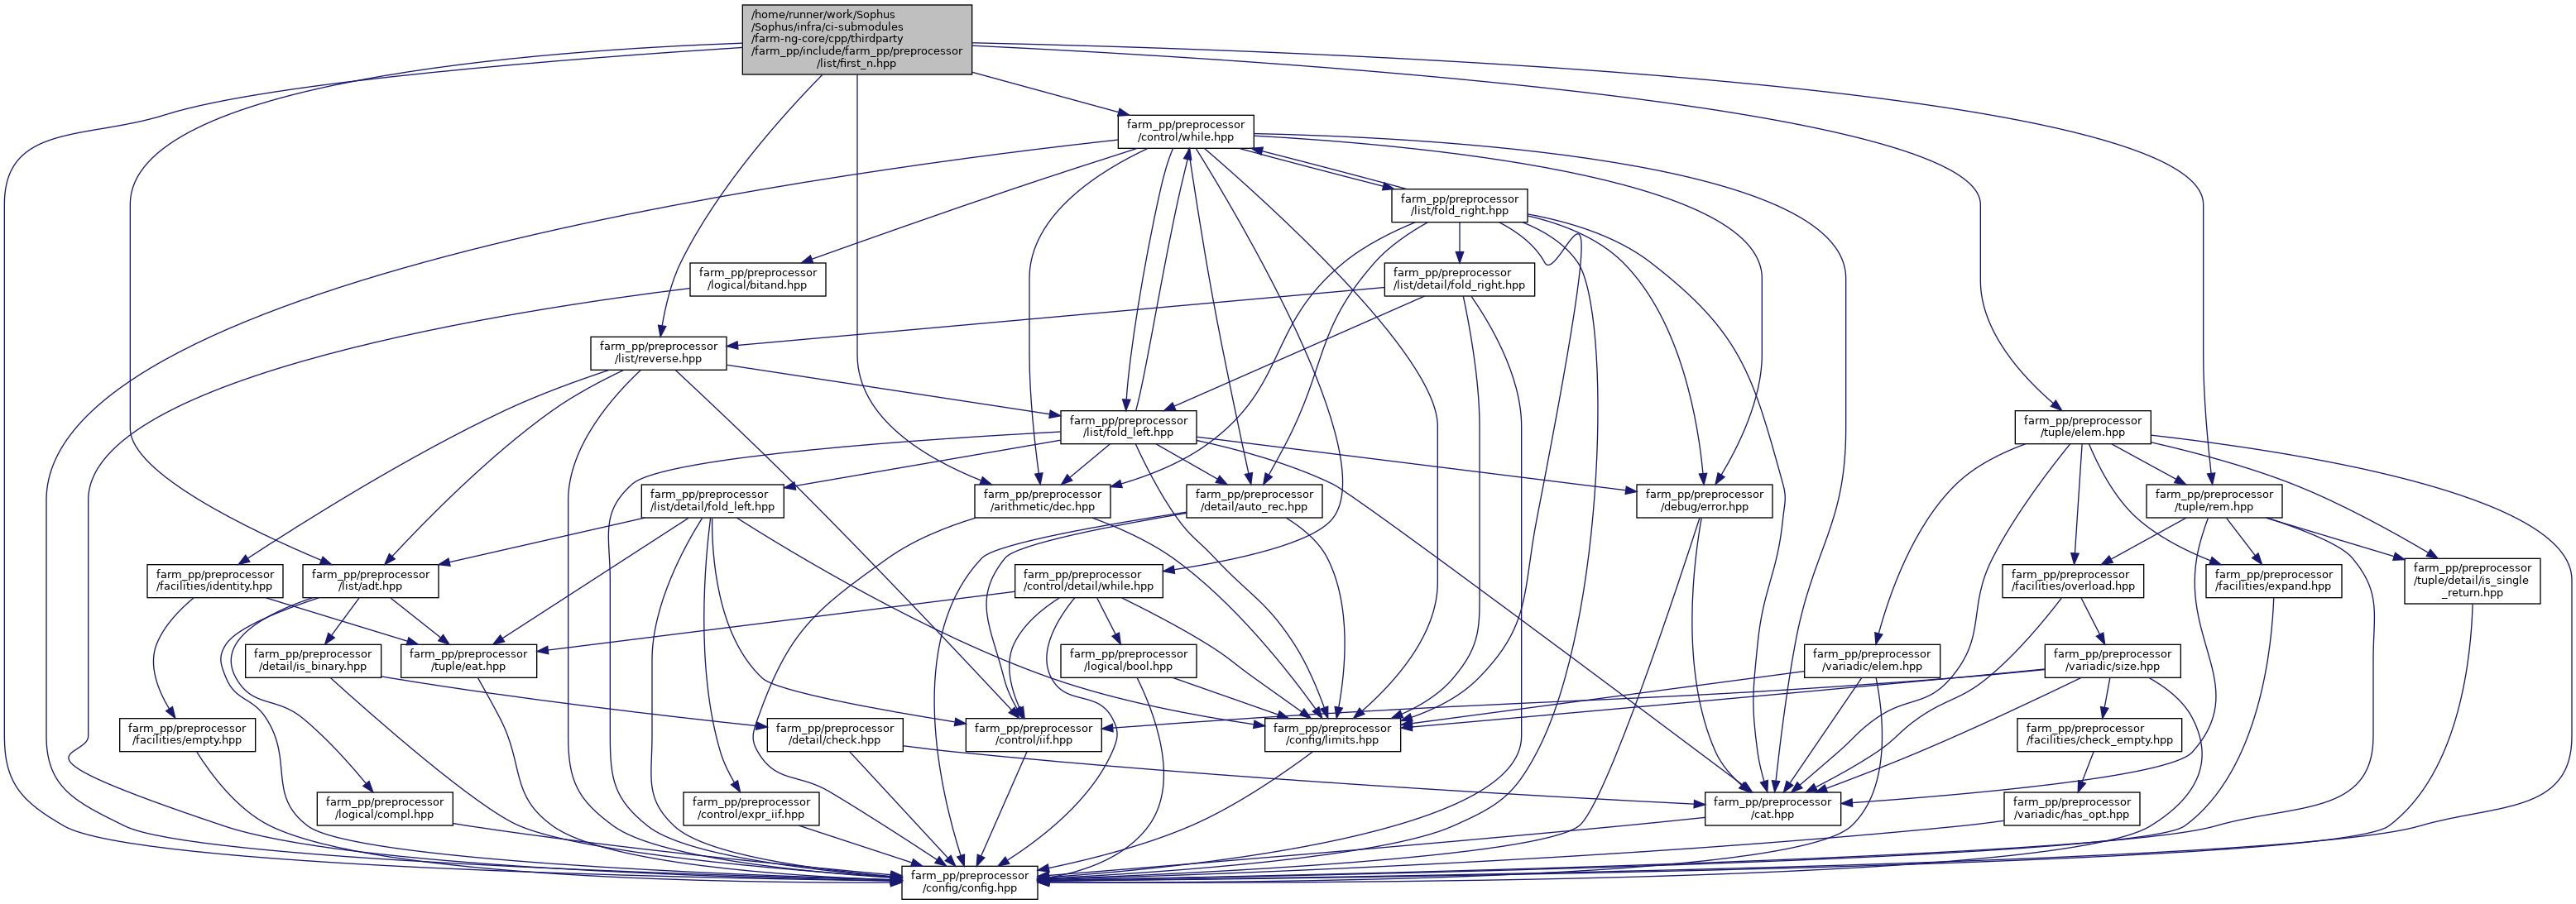 /home/runner/work/Sophus
/Sophus/infra/ci-submodules
/farm-ng-core/cpp/thirdparty
/farm_pp/include/farm_pp/preprocessor
/list/first_n.hpp
farm_pp/preprocessor
/control/while.hpp
farm_pp/preprocessor
/list/fold_right.hpp
farm_pp/preprocessor
/logical/bitand.hpp
farm_pp/preprocessor
/list/detail/fold_right.hpp
farm_pp/preprocessor
/list/reverse.hpp
farm_pp/preprocessor
/list/fold_left.hpp
farm_pp/preprocessor
/tuple/elem.hpp
farm_pp/preprocessor
/list/detail/fold_left.hpp
farm_pp/preprocessor
/arithmetic/dec.hpp
farm_pp/preprocessor
/detail/auto_rec.hpp
farm_pp/preprocessor
/debug/error.hpp
farm_pp/preprocessor
/tuple/rem.hpp
farm_pp/preprocessor
/facilities/identity.hpp
farm_pp/preprocessor
/list/adt.hpp
farm_pp/preprocessor
/control/detail/while.hpp
farm_pp/preprocessor
/facilities/overload.hpp
farm_pp/preprocessor
/facilities/expand.hpp
farm_pp/preprocessor
/tuple/detail/is_single
_return.hpp
farm_pp/preprocessor
/detail/is_binary.hpp
farm_pp/preprocessor
/tuple/eat.hpp
farm_pp/preprocessor
/logical/bool.hpp
farm_pp/preprocessor
/variadic/elem.hpp
farm_pp/preprocessor
/variadic/size.hpp
farm_pp/preprocessor
/facilities/empty.hpp
farm_pp/preprocessor
/detail/check.hpp
farm_pp/preprocessor
/control/iif.hpp
farm_pp/preprocessor
/config/limits.hpp
farm_pp/preprocessor
/facilities/check_empty.hpp
farm_pp/preprocessor
/logical/compl.hpp
farm_pp/preprocessor
/control/expr_iif.hpp
farm_pp/preprocessor
/cat.hpp
farm_pp/preprocessor
/variadic/has_opt.hpp
farm_pp/preprocessor
/config/config.hpp